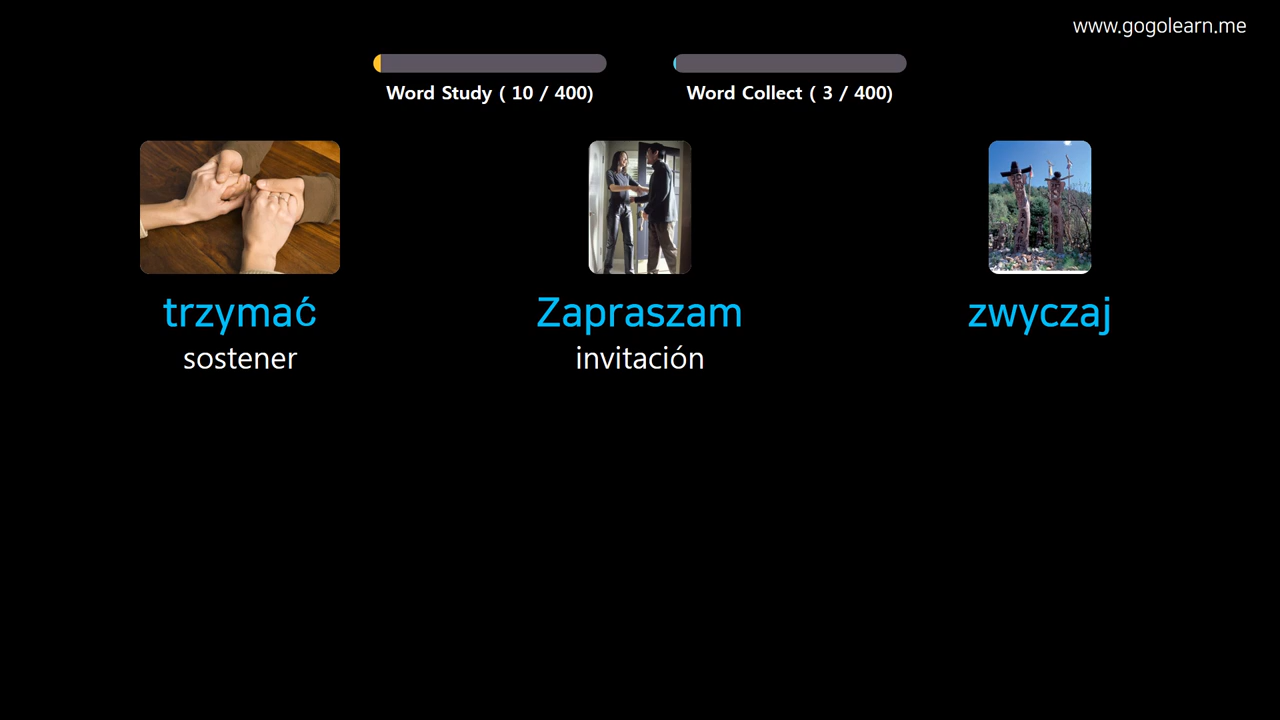 www.gogolearn.me
Word Study ( 10 / 400)
Word Collect ( 3 / 400)
trzymać
Zapraszam
zwyczaj
sostener
invitación